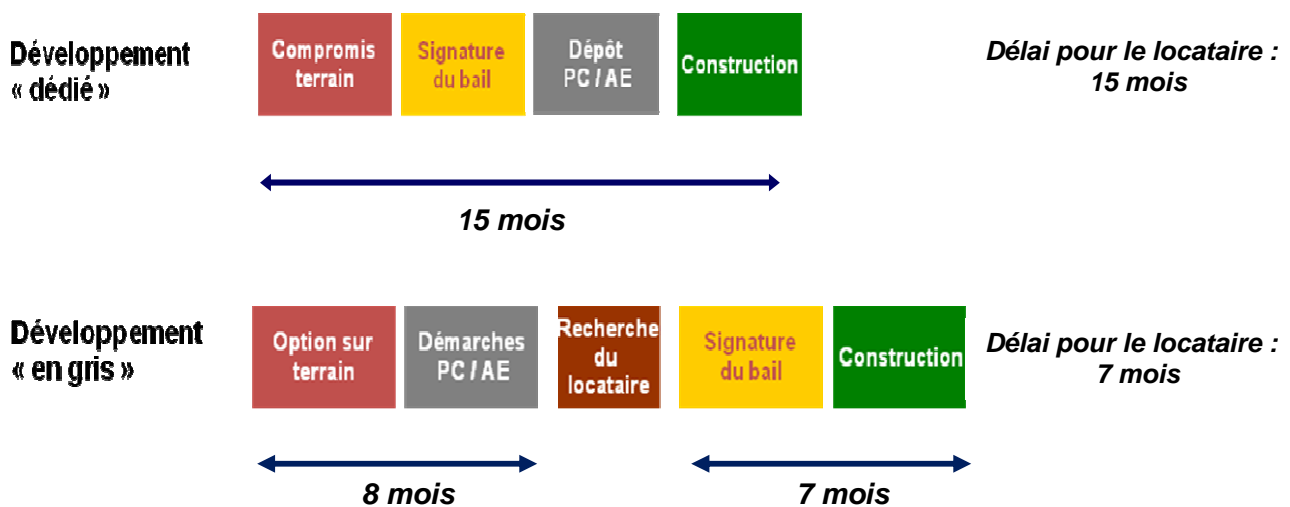 Développement
« dédié »
Compromis
terrain
Signature
du bail
Dépôt
PC / AE
Construction
Délai pour le locataire :
15 mois
15 mois
Développement
« en gris »
Option sur
terrain
Démarches
PC / AE
Recherche
du
locataire
Signature
du bail
Construction
Délai pour le locataire :
7 mois
8 mois
7 mois